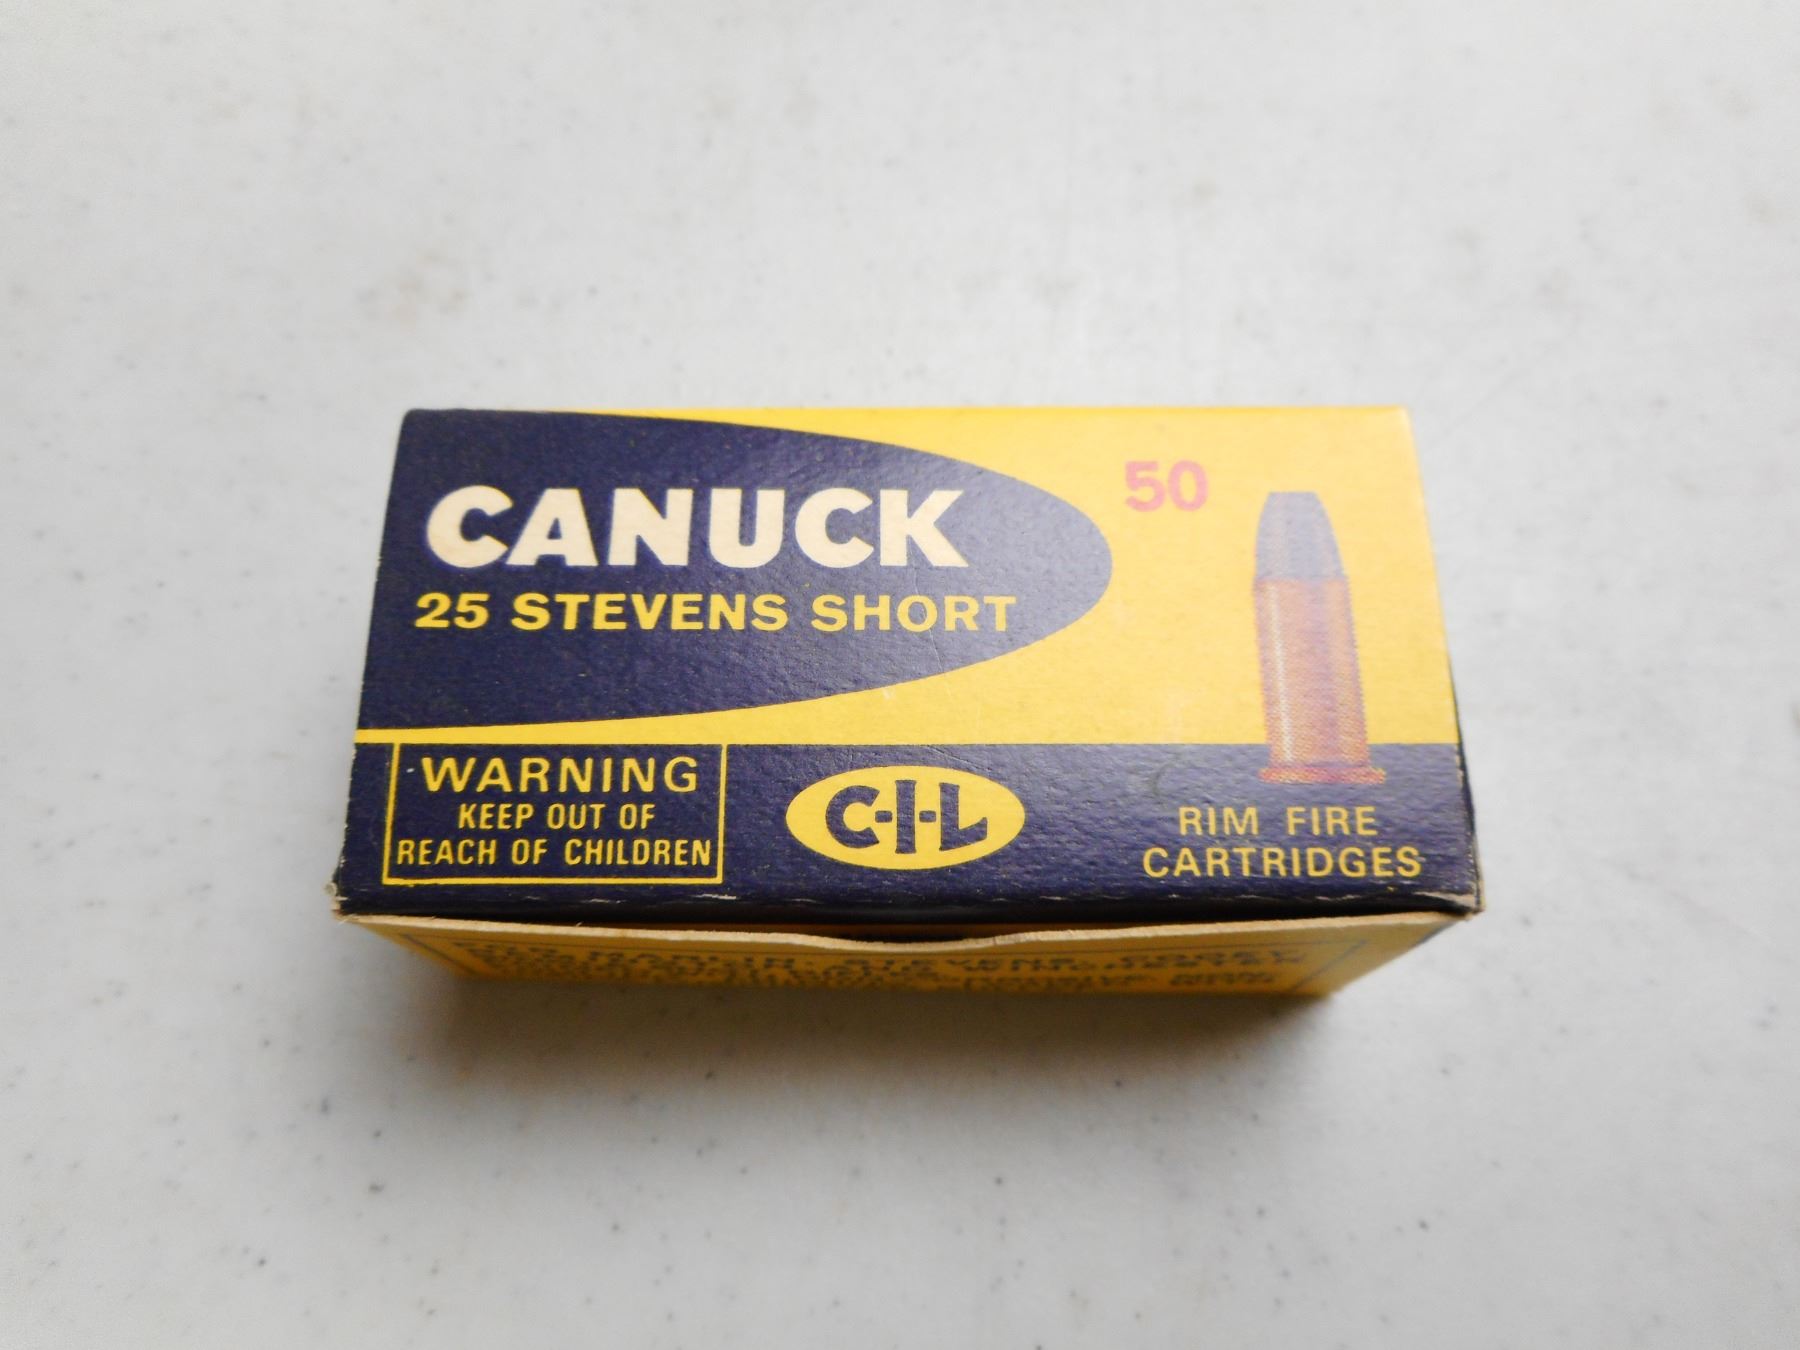 CANUCK
50
25 STEVENS SHORT
WARNING
KEEP OUT OF
REACH OF CHILDREN
C-I-L
RIM FIRE
CARTRIDGES